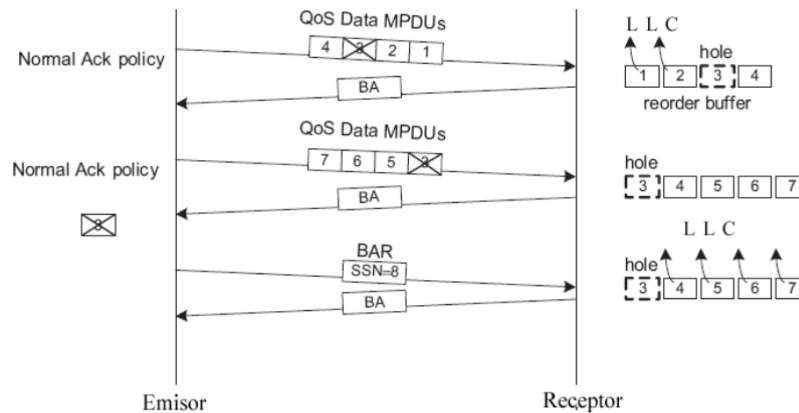 QoS Data MPDUs
L L C
Normal Ack policy
4 3 2 1
hole
1 2 3 4
BA
reorder buffer
QoS Data MPDUs
Normal Ack policy
7 6 5 3
hole
3 4 5 6 7
BA
3
L L C
BAR
SSN=8
hole
3 4 5 6 7
BA
Emisor
Receptor